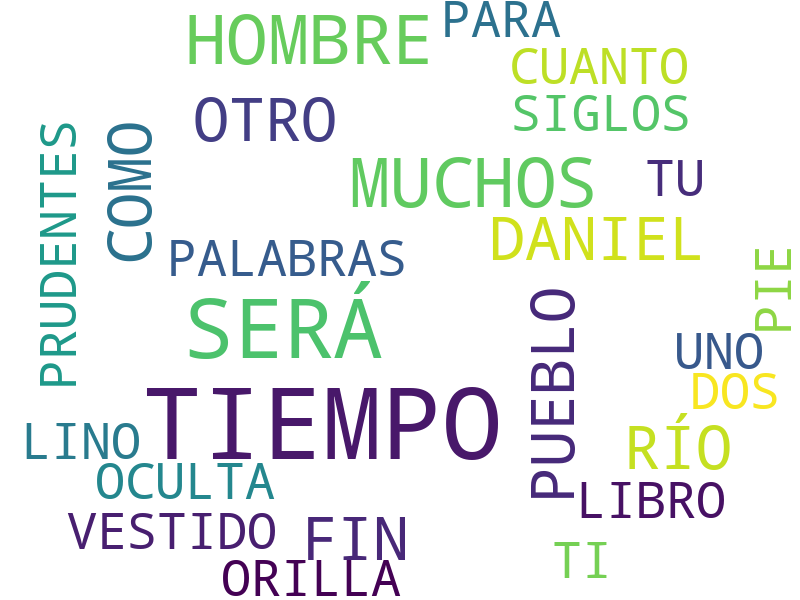 PARA
HOMBRE
CUANTO
OTRO
SIGLOS
PRUDENTES
COMO
MUCHOS
TU
DANIEL
PALABRAS
PIE
SERÁ
PUEBLO
UNO
DOS
TIEMPO
LINO
RÍO
OCULTA
LIBRO
VESTIDO
FIN
TI
ORILLA